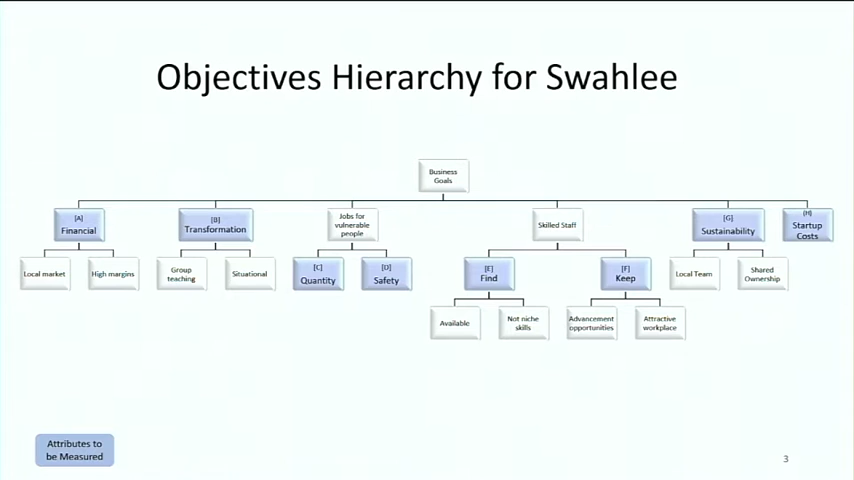 Objectives Hierarchy for Swahlee
Business
Goals
[A]
Financial
[B]
Transformation
Jobs for
vulnerable
people
Skilled Staff
[G]
Sustainability
(H)
Startup
Costs
Local market
High margins
Group
teaching
Situational
[C]
Quantity
[D]
Safety
[E]
Find
[F]
Keep
Local Team
Shared
Ownership
Available
Not niche
skills
Advancement
opportunities
Attractive
workplace
Attributes to
be Measured
3